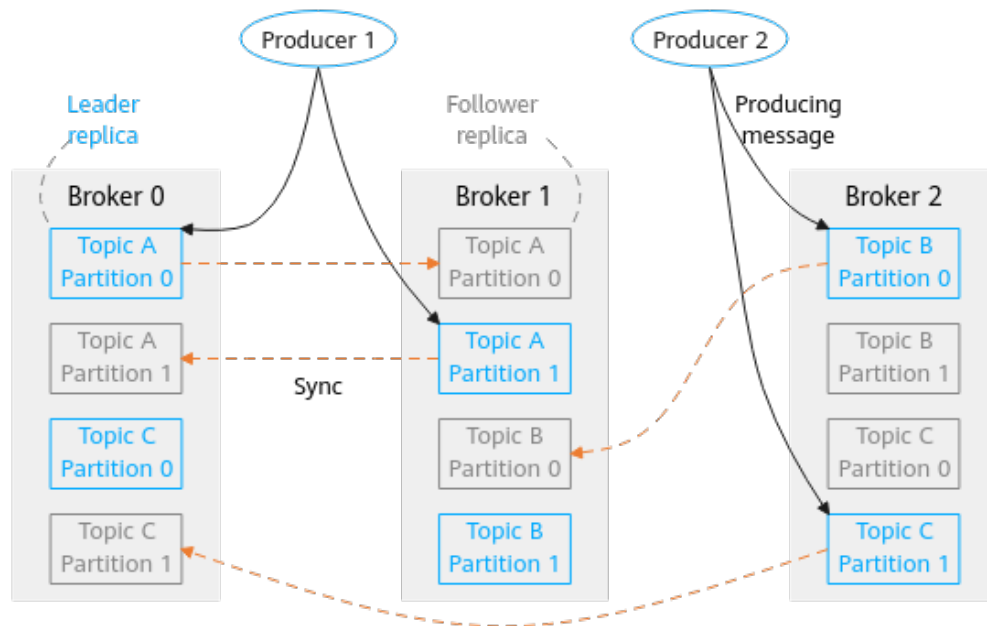 Producer 1
Producer 2
Leader
replica
Follower
replica
Producing
message
Broker 0
Broker 1
Broker 2
Topic A
Partition 0
Topic A
Partition 0
Topic B
Partition 0
Topic A
Partition 1
Sync
Topic A
Partition 1
Topic B
Partition 1
Topic C
Partition 0
Topic B
Partition 0
Topic C
Partition 0
Topic C
Partition 1
Topic B
Partition 1
Topic C
Partition 1